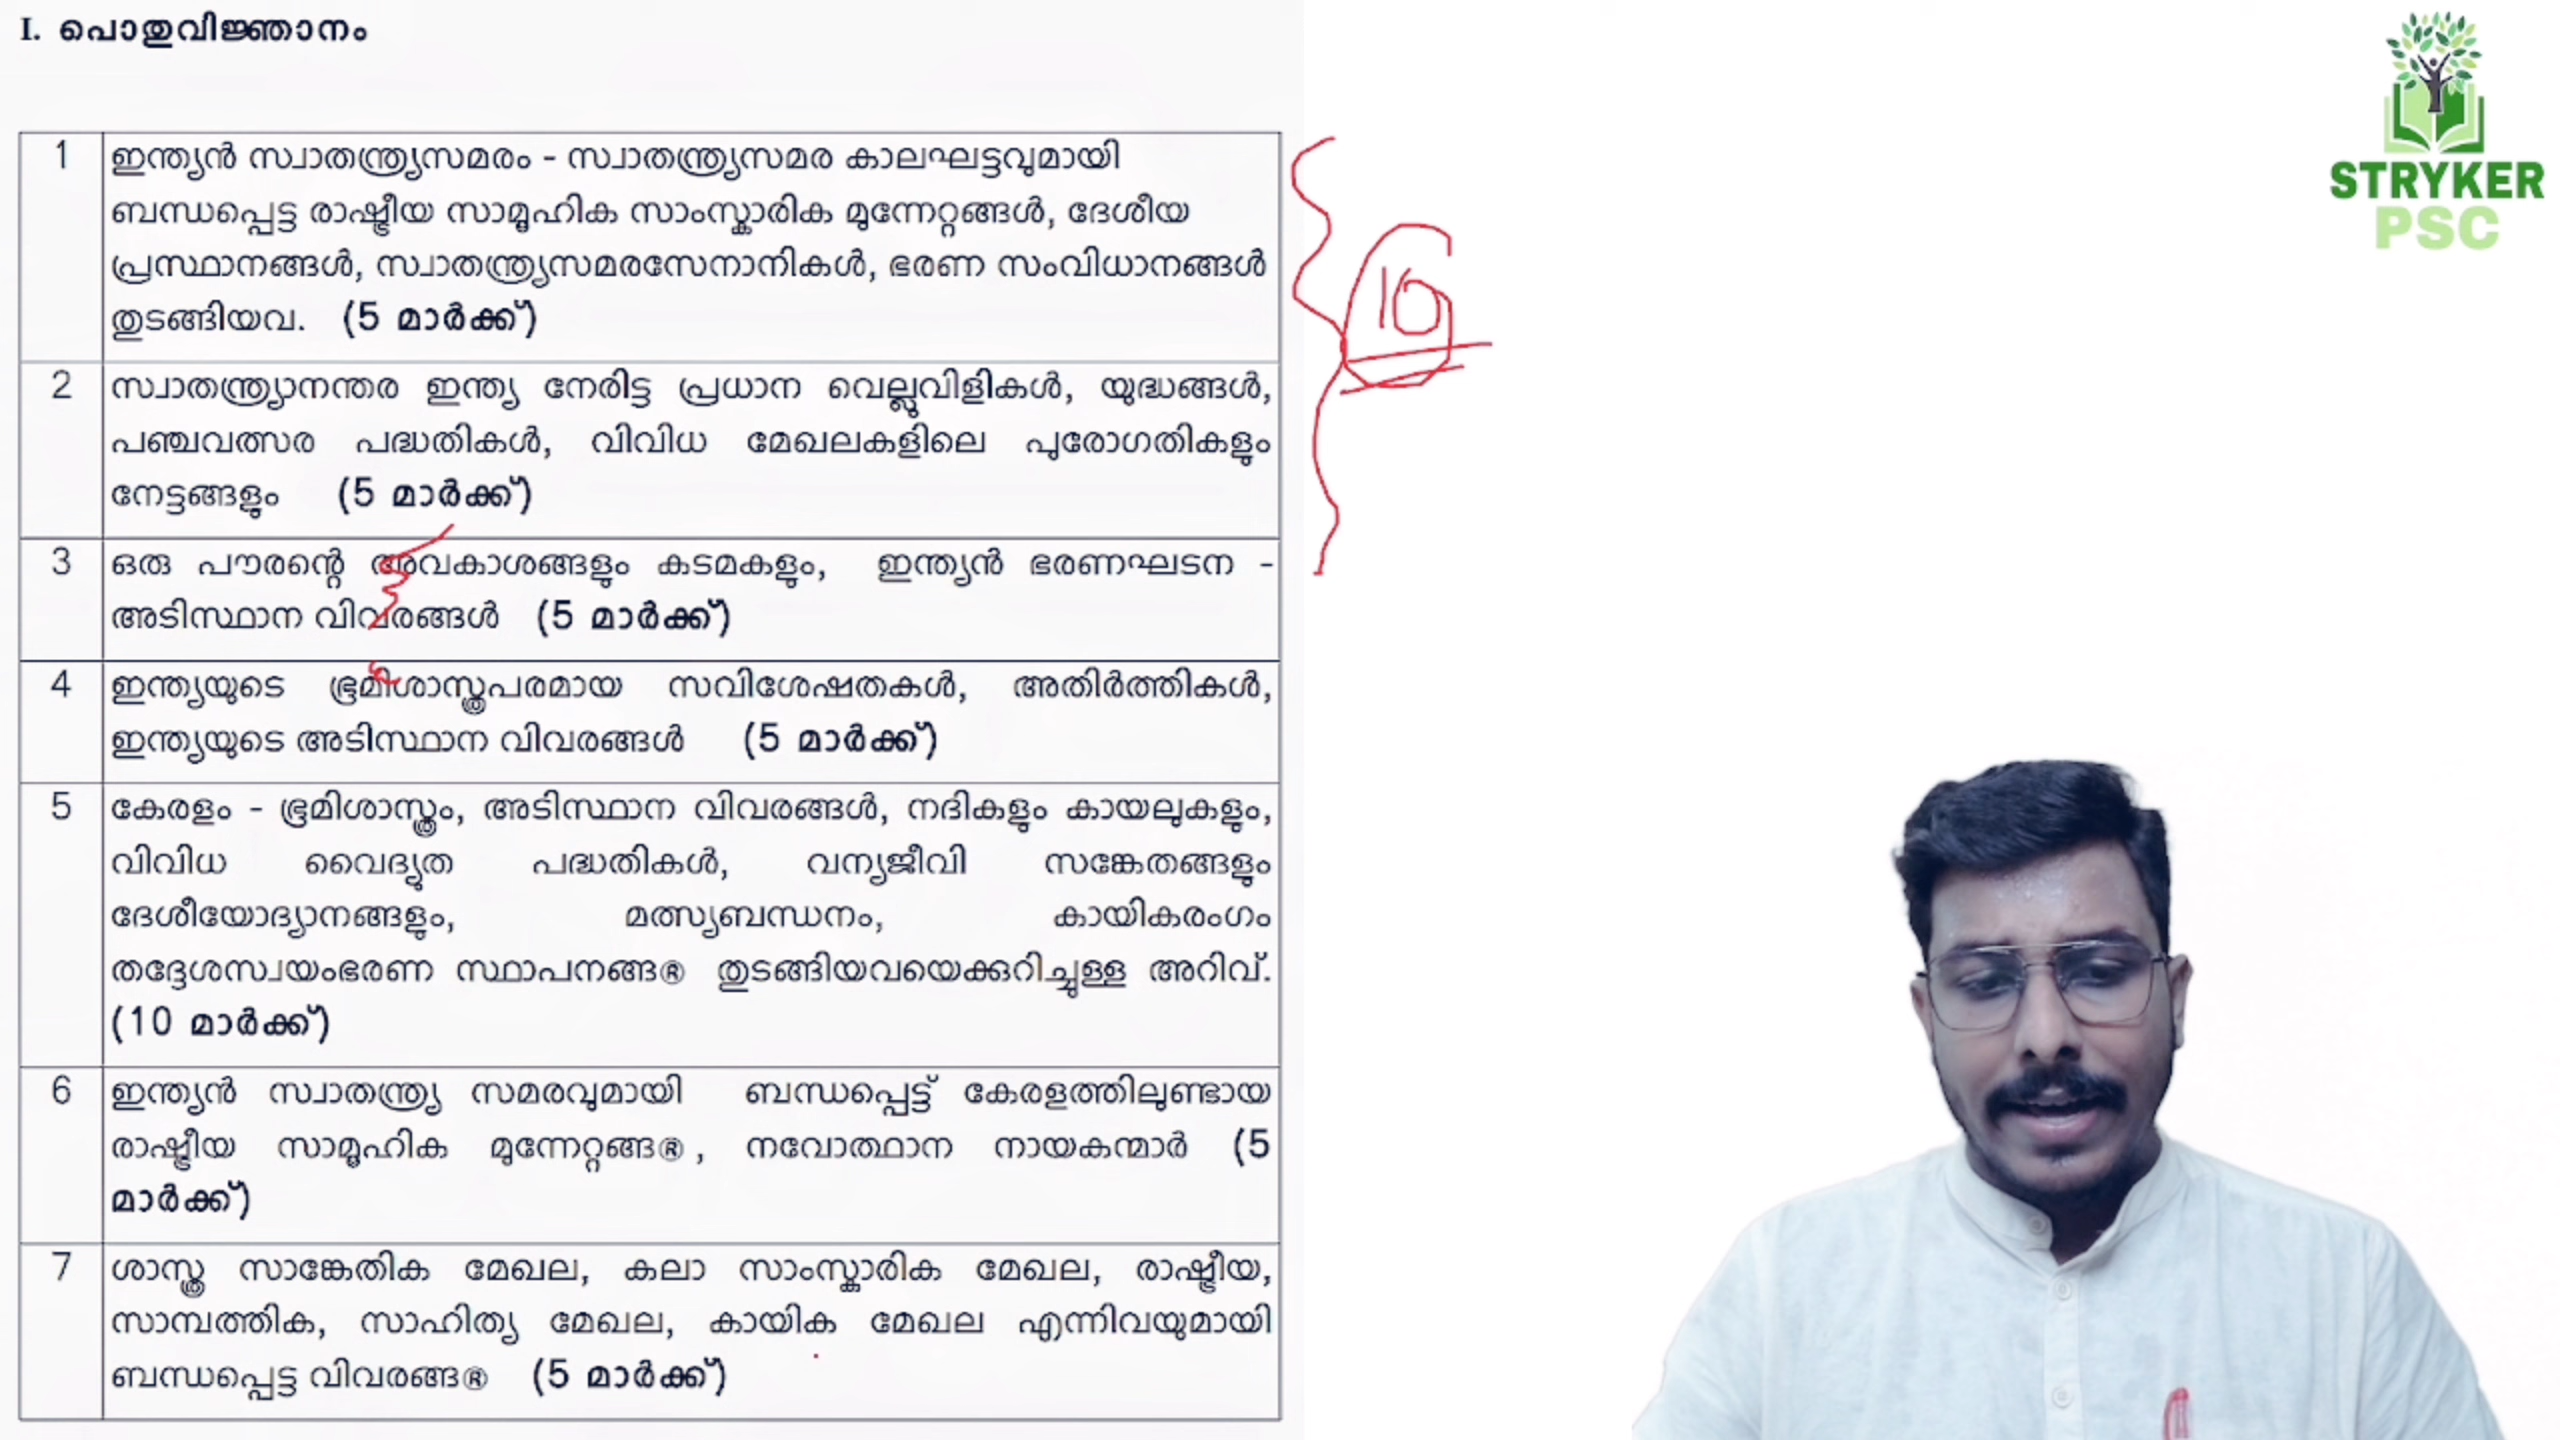 I. പൊതുവിജ്ഞാനം
1
ഇന്ത്യൻ സ്വാതന്ത്ര്യസമരം - സ്വാതന്ത്ര്യസമര കാലഘട്ടവുമായി
ബന്ധപ്പെട്ട രാഷ്ട്രീയ സാമൂഹിക സാംസ്കാരിക മുന്നേറ്റങ്ങൾ, ദേശീയ
പ്രസ്ഥാനങ്ങൾ, സ്വാതന്ത്ര്യസമരസേനാനികൾ, ഭരണ സംവിധാനങ്ങൾ
തുടങ്ങിയവ. (5 മാർക്ക്)
2
സ്വാതന്ത്ര്യാനന്തര ഇന്ത്യ നേരിട്ട പ്രധാന വെല്ലുവിളികൾ, യുദ്ധങ്ങൾ,
പഞ്ചവത്സര പദ്ധതികൾ, വിവിധ മേഖലകളിലെ പുരോഗതികളും
നേട്ടങ്ങളും (5 മാർക്ക്)
3
ഒരു പൗരന്റെ അവകാശങ്ങളും കടമകളും, ഇന്ത്യൻ ഭരണഘടന -
അടിസ്ഥാന വിവരങ്ങൾ (5 മാർക്ക്)
4
ഇന്ത്യയുടെ ഭൂമിശാസ്ത്രപരമായ സവിശേഷതകൾ, അതിർത്തികൾ,
ഇന്ത്യയുടെ അടിസ്ഥാന വിവരങ്ങൾ (5 മാർക്ക്)
5
കേരളം - ഭൂമിശാസ്ത്രം, അടിസ്ഥാന വിവരങ്ങൾ, നദികളും കായലുകളും,
വിവിധ വൈദ്യുത പദ്ധതികൾ, വന്യജീവി സങ്കേതങ്ങളും
ദേശീയോദ്യാനങ്ങളും, മത്സ്യബന്ധനം, കായികരംഗം
തദ്ദേശസ്വയംഭരണ സ്ഥാപനങ്ങ® തുടങ്ങിയവയെക്കുറിച്ചുള്ള അറിവ്.
(10 മാർക്ക്)
6
ഇന്ത്യൻ സ്വാതന്ത്ര്യ സമരവുമായി ബന്ധപ്പെട്ട് കേരളത്തിലുണ്ടായ
രാഷ്ട്രീയ സാമൂഹിക മുന്നേറ്റങ്ങ®, നവോത്ഥാന നായകന്മാർ (5
മാർക്ക്)
7
ശാസ്ത്ര സാങ്കേതിക മേഖല, കലാ സാംസ്കാരിക മേഖല, രാഷ്ട്രീയ,
സാമ്പത്തിക, സാഹിത്യ മേഖല, കായിക മേഖല എന്നിവയുമായി
ബന്ധപ്പെട്ട വിവരങ്ങ® (5 മാർക്ക്)
10
STRYKER
PSC